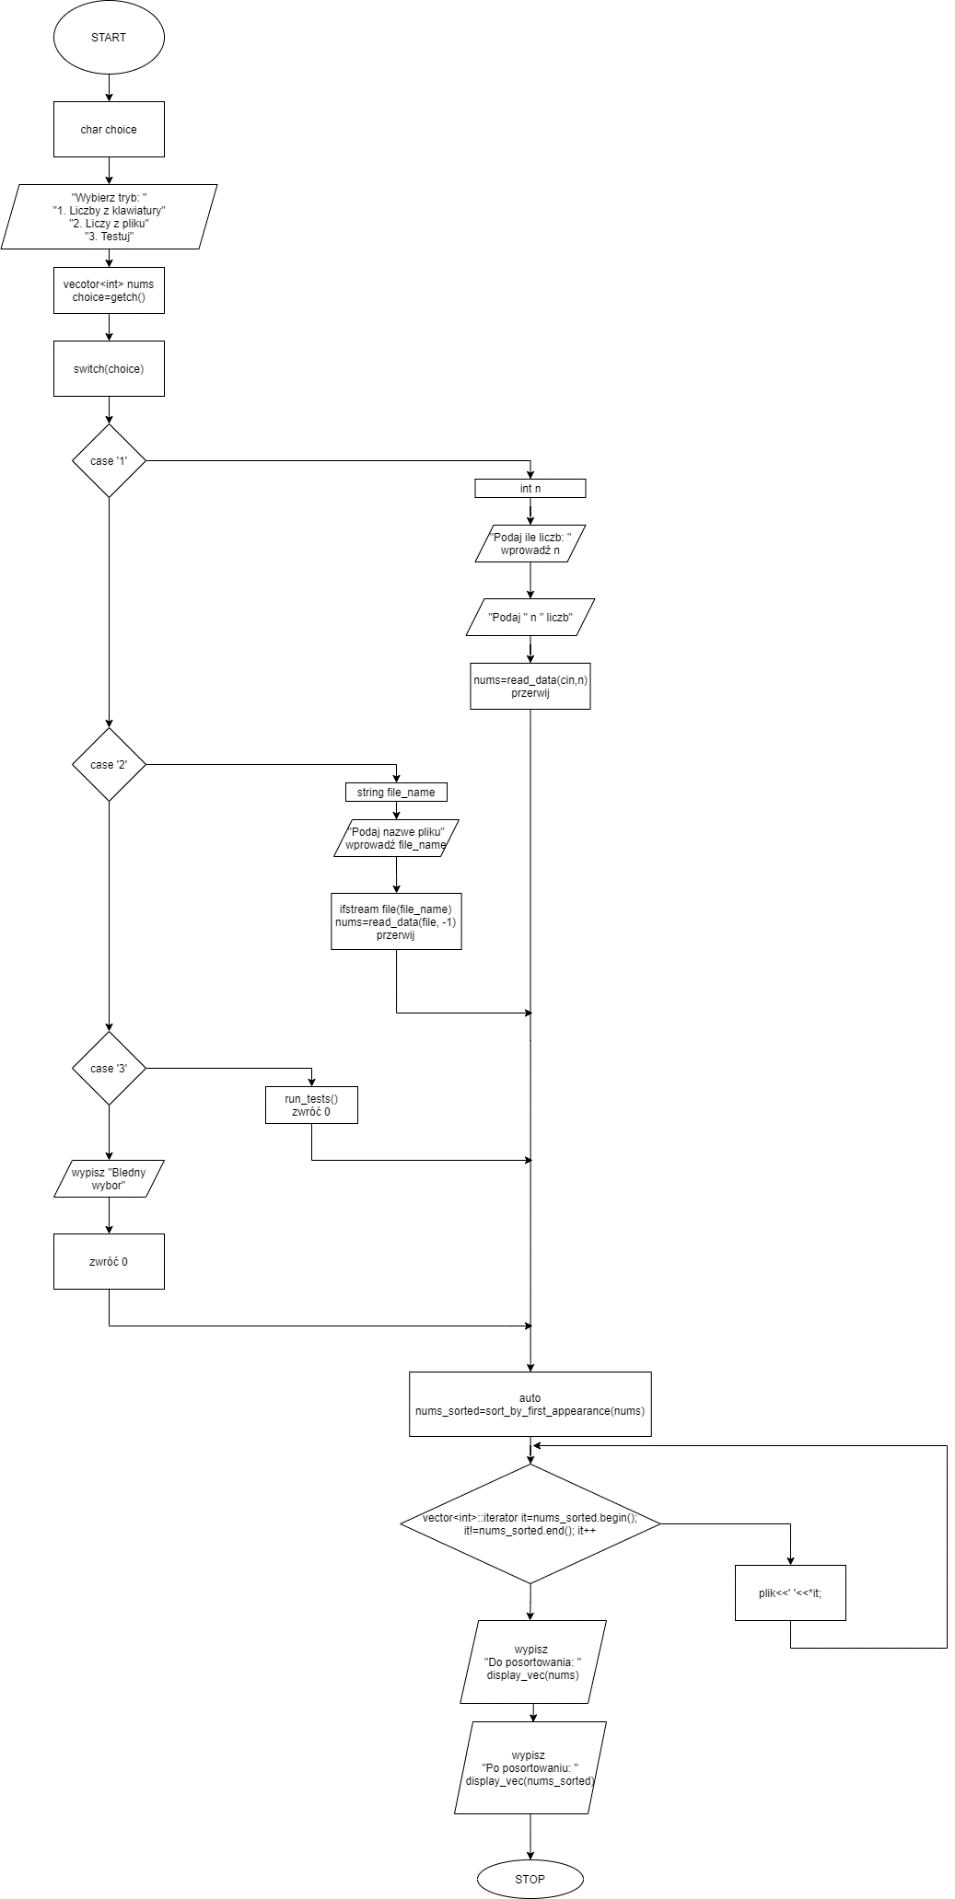 START
char choice
"Wybierz tryb: "
"1. Liczby z klawiatury"
"2. Liczy z pliku"
"3. Testuj"
vecotor<int> nums
choice=getch()
switch(choice)
case '1'
int n
"Podaj ile liczb: "
wprowadź n
"Podaj " n " liczb"
nums=read_data(cin,n)
przerwij
case '2'
string file_name
"Podaj nazwe pliku"
wprowadź file_name
ifstream file(file_name)
nums=read_data(file, -1)
przerwij
case '3'
run_tests()
zwróć 0
wypisz "Bledny
wybor"
zwróć 0
auto
nums_sorted=sort_by_first_appearance(nums)
vector<int>::iterator it=nums_sorted.begin();
it!=nums_sorted.end(); it++
plik<<' '<<*it;
wypisz
"Do posortowania: "
display_vec(nums)
wypisz
"Po posortowaniu: "
display_vec(nums_sorted)
STOP